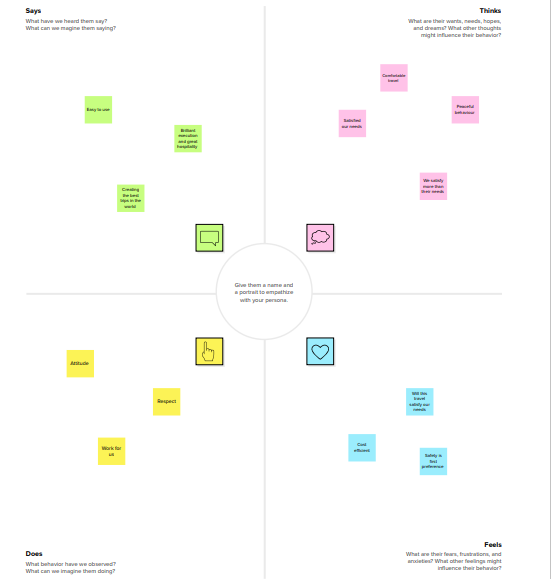 Says
What have we heard them say?
What can we megine them saying?
Thinks
What are their wants, needs, hopes,
and dreams? What other thoughts
might influence their behavior?
Easy to use
Brilliant
execution
and great
hospitality
Creating
the best
trips in the
world
Comfortable
travel
Satisfied
our needs
Peaceful
behaviour
We satisfy
more than
their needs
Give them a name and
a portrait to empathize
with your persona.
Attitude
Respect
Work for
us
Will this
travel
satisfy our
needs
Cost
efficient
Safety is
first
preference
Does
What behavior have we observed?
What can we imagine them doing?
Feels
What are their fears, frustrations, and
anxieties? What other feelings might
influence their behavior?